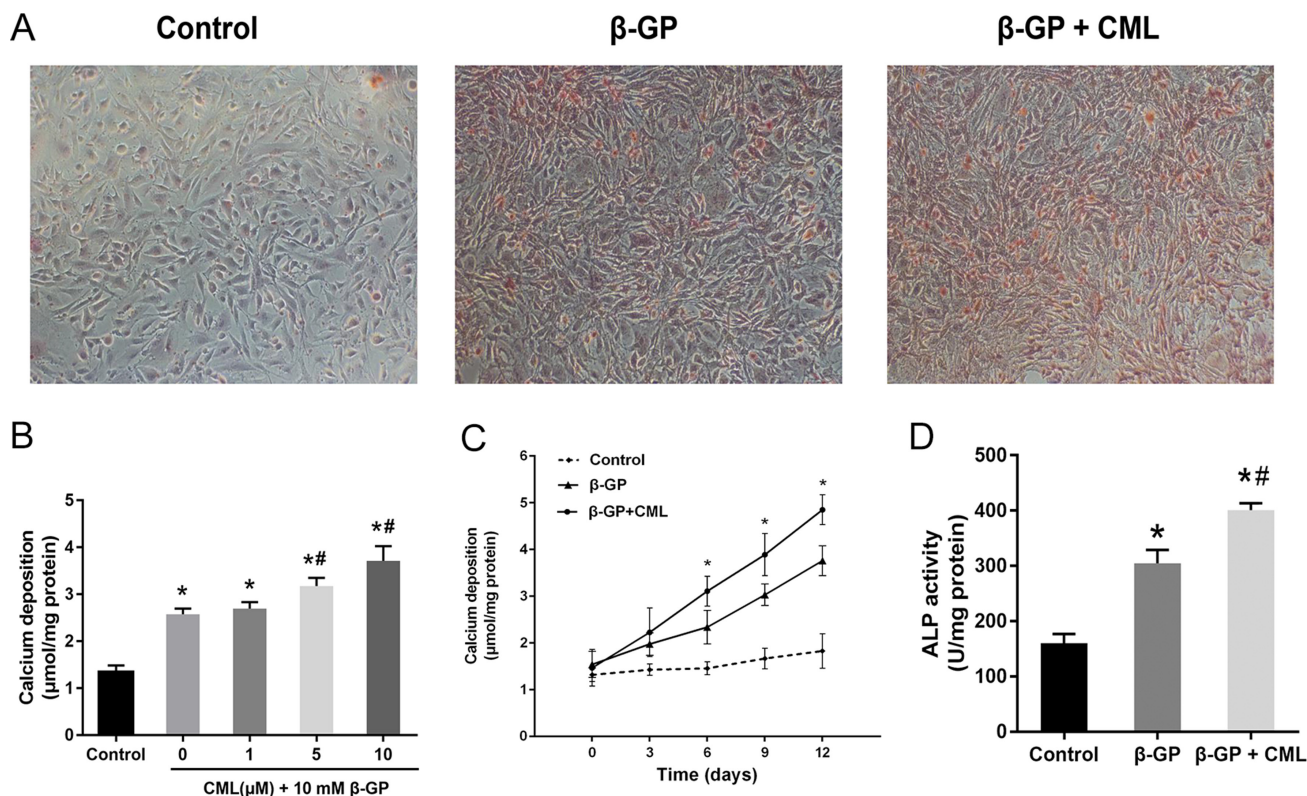 A
Control
β-GP
β-GP + CML
B
Calcium deposition
(μmol/mg protein)
5
4
3
2
1
0
*
*
*#
*#
Control
0
1
5
10
CML(μM) + 10 mM β-GP
C
Calcium deposition
(μmol/mg protein)
6
5
4
3
2
1
0
Control
β-GP
β-GP+CML
*
*
*
0
3
6
9
12
Time (days)
D
ALP activity
(U/mg protein)
500
400
300
200
100
0
*
*#
Control
β-GP
β-GP + CML